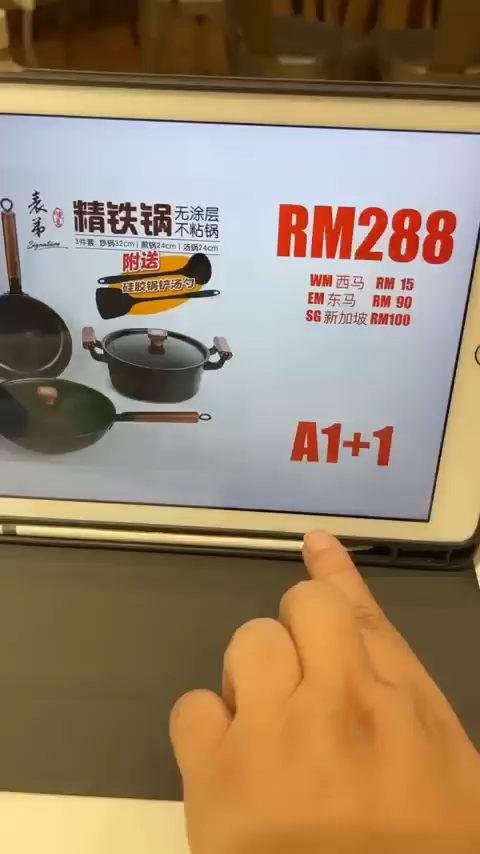 表弟
Signature
精铁锅 无涂层 不粘锅
3件套: 炒锅32cm | 煎锅24cm | 汤锅24cm
附送
硅胶锅铲汤勺
RM288
WM 西马 RM 15
EM 东马 RM 90
SG 新加坡 RM100
A1+1